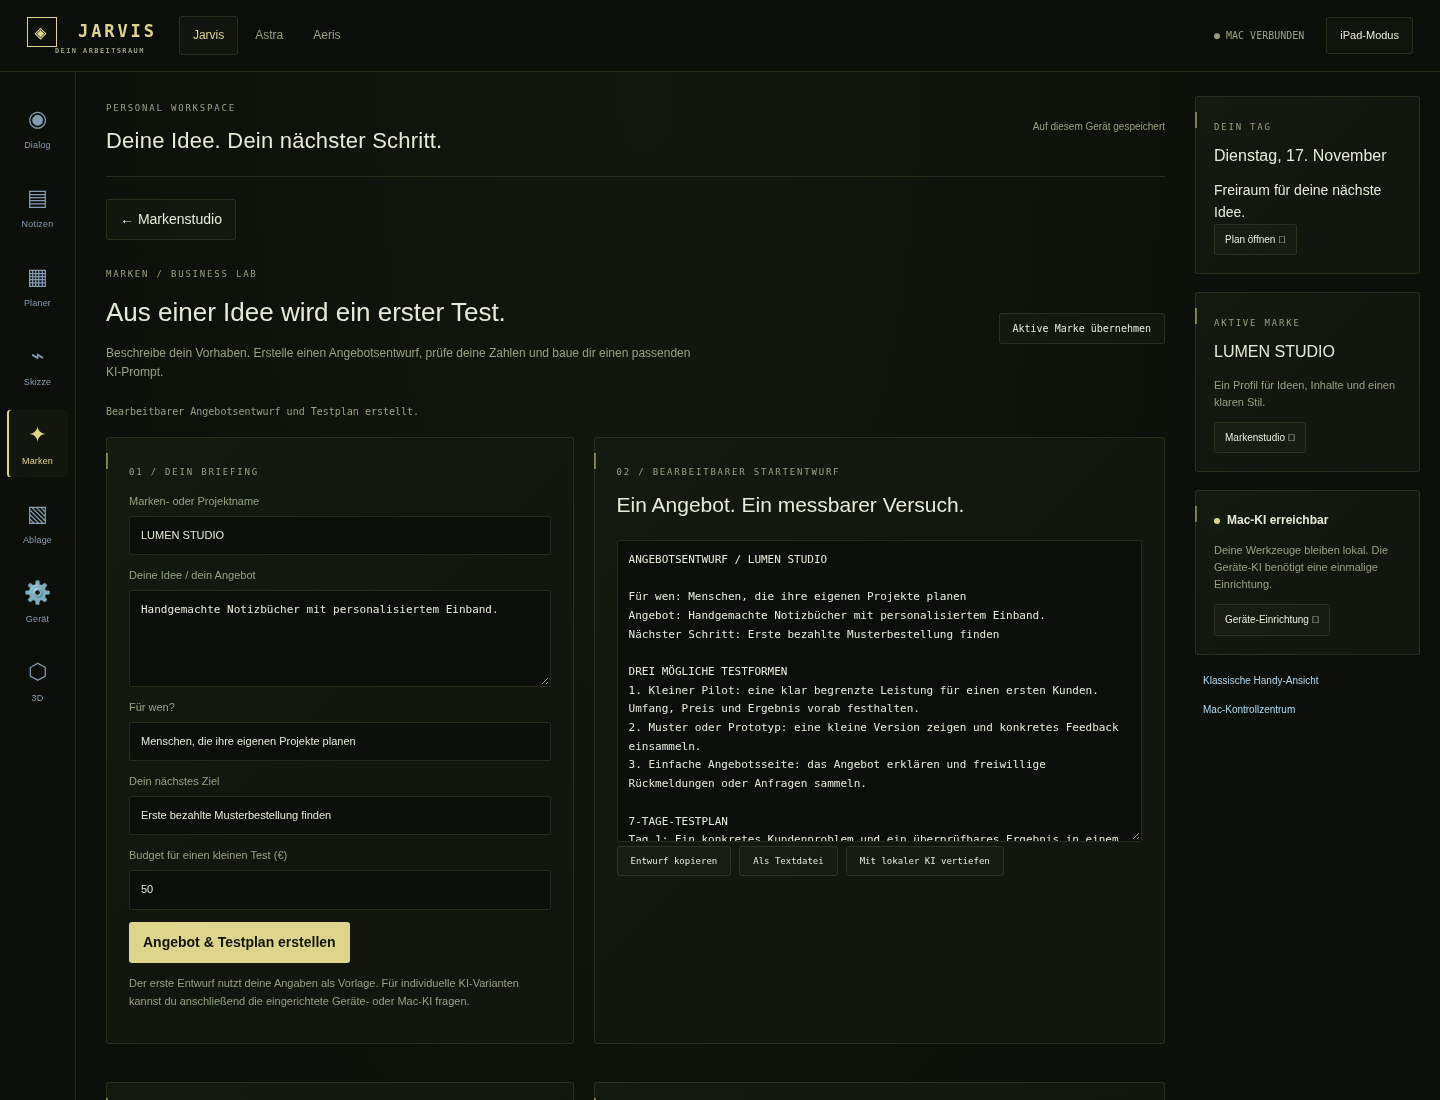 ◈ JARVIS
DEIN ARBEITSRAUM
Jarvis
Astra
Aeris
MAC VERBUNDEN
iPad-Modus
Dialog
Notizen
Planer
Skizze
Marken
Ablage
Gerät
3D
PERSONAL WORKSPACE
Deine Idee. Dein nächster Schritt.
Auf diesem Gerät gespeichert
← Markenstudio
MARKEN / BUSINESS LAB
Aus einer Idee wird ein erster Test.
Beschreibe dein Vorhaben. Erstelle einen Angebotsentwurf, prüfe deine Zahlen und baue dir einen passenden
KI-Prompt.
Aktive Marke übernehmen
Bearbeitbarer Angebotsentwurf und Testplan erstellt.
01 / DEIN BRIEFING
Marken- oder Projektname
LUMEN STUDIO
Deine Idee / dein Angebot
Handgemachte Notizbücher mit personalisiertem Einband.
Für wen?
Menschen, die ihre eigenen Projekte planen
Dein nächstes Ziel
Erste bezahlte Musterbestellung finden
Budget für einen kleinen Test (€)
50
Angebot & Testplan erstellen
Der erste Entwurf nutzt deine Angaben als Vorlage. Für individuelle KI-Varianten
kannst du anschließend die eingerichtete Geräte- oder Mac-KI fragen.
02 / BEARBEITBARER STARTENTWURF
Ein Angebot. Ein messbarer Versuch.
ANGEBOTSENTWURF / LUMEN STUDIO
Für wen: Menschen, die ihre eigenen Projekte planen
Angebot: Handgemachte Notizbücher mit personalisiertem Einband.
Nächster Schritt: Erste bezahlte Musterbestellung finden
DREI MÖGLICHE TESTFORMEN
1. Kleiner Pilot: eine klar begrenzte Leistung für einen ersten Kunden.
Umfang, Preis und Ergebnis vorab festhalten.
2. Muster oder Prototyp: eine kleine Version zeigen und konkretes Feedback
einsammeln.
3. Einfache Angebotsseite: das Angebot erklären und freiwillige
Rückmeldungen oder Anfragen sammeln.
7-TAGE-TESTPLAN
Tag 1: Ein konkretes Kundenproblem und ein überprüfbares Ergebnis in einem
Entwurf kopieren
Als Textdatei
Mit lokaler KI vertiefen
DEIN TAG
Dienstag, 17. November
Freiraum für deine nächste
Idee.
Plan öffnen
AKTIVE MARKE
LUMEN STUDIO
Ein Profil für Ideen, Inhalte und einen
klaren Stil.
Markenstudio
Mac-KI erreichbar
Deine Werkzeuge bleiben lokal. Die
Geräte-KI benötigt eine einmalige
Einrichtung.
Geräte-Einrichtung
Klassische Handy-Ansicht
Mac-Kontrollzentrum